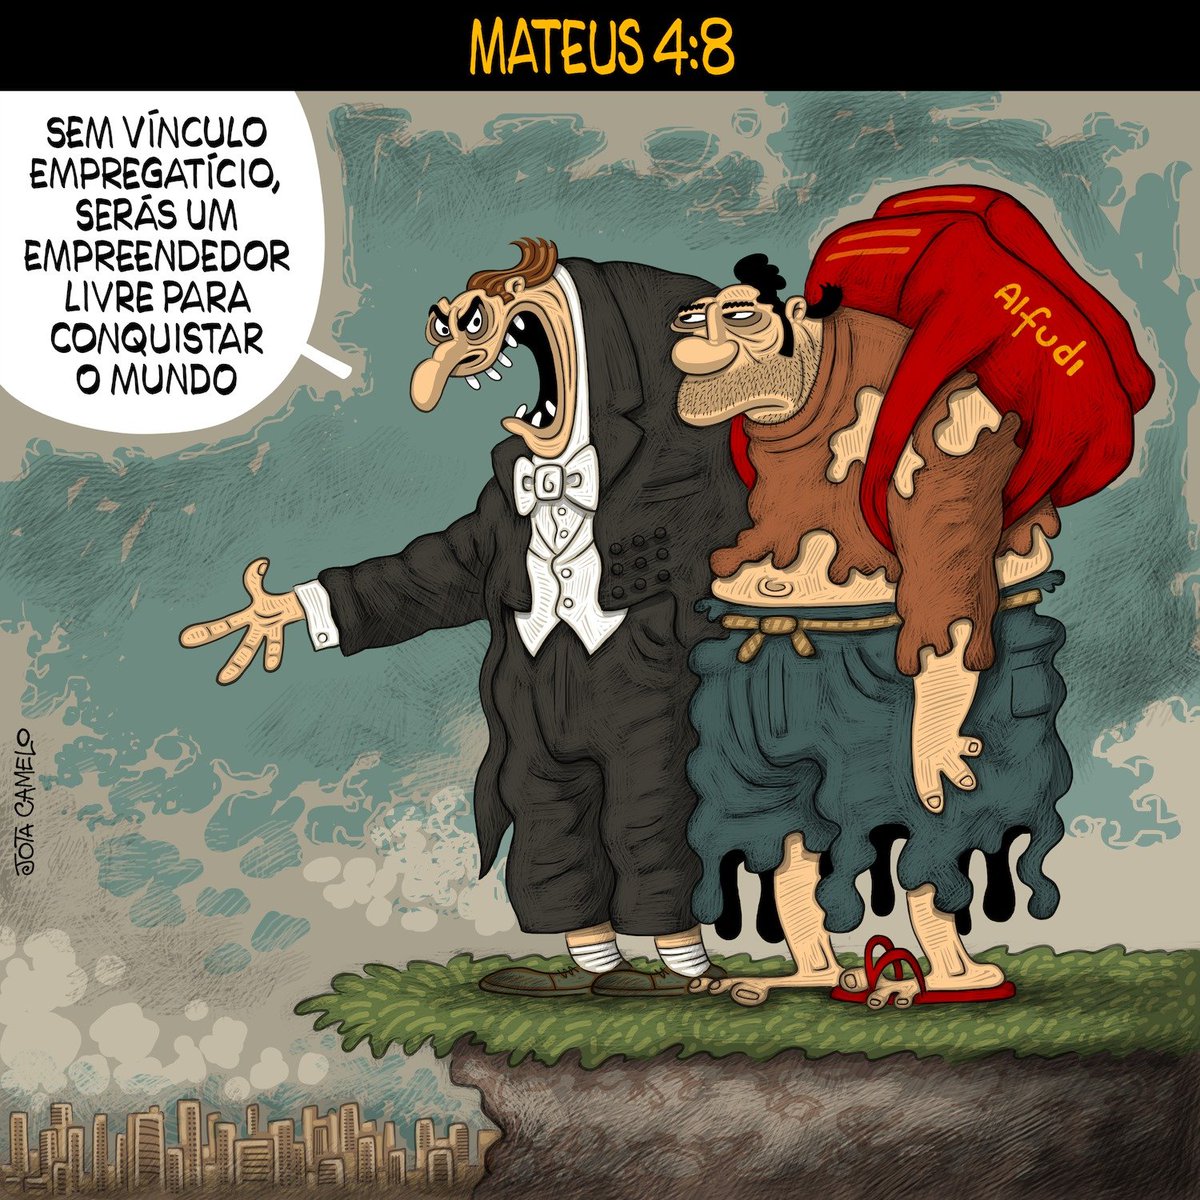 MATEUS 4:8
SEM VÍNCULO
EMPREGATÍCIO,
SERÁS UM
EMPREENDEDOR
LIVRE PARA
CONQUISTAR
O MUNDO
Alfudi
JOTA CAMELO